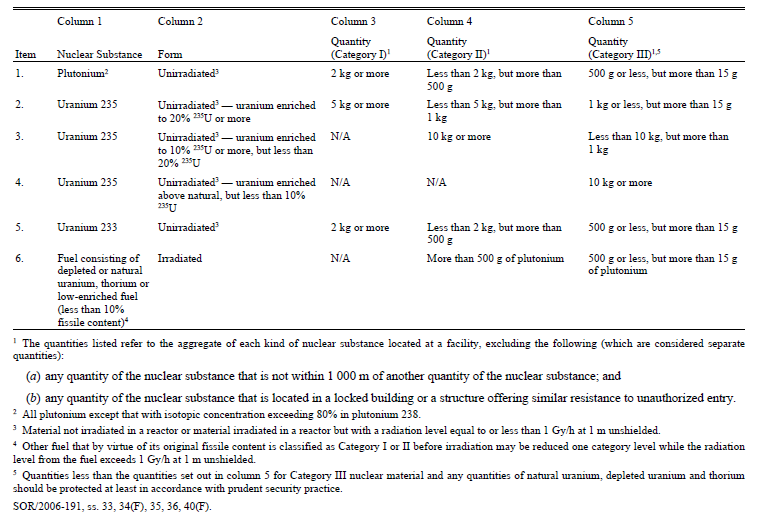 Column 1 Column 2 Column 3 Column 4 Column 5
Quantity Quantity Quantity
Item Nuclear Substance Form (Category I)¹ (Category II)¹ (Category III)¹,⁵
1. Plutonium² Unirradiated³ 2 kg or more Less than 2 kg, but more than 500 g or less, but more than 15 g
500 g
2. Uranium 235 Unirradiated³ — uranium enriched 5 kg or more Less than 5 kg, but more than 1 kg or less, but more than 15 g
to 20% ²³⁵U or more 1 kg
3. Uranium 235 Unirradiated³ — uranium enriched N/A 10 kg or more Less than 10 kg, but more than
to 10% ²³⁵U or more, but less than 1 kg
20% ²³⁵U
4. Uranium 235 Unirradiated³ — uranium enriched N/A N/A 10 kg or more
above natural, but less than 10%
²³⁵U
5. Uranium 233 Unirradiated³ 2 kg or more Less than 2 kg, but more than 500 g or less, but more than 15 g
500 g
6. Fuel consisting of Irradiated N/A More than 500 g of plutonium 500 g or less, but more than 15 g
depleted or natural of plutonium
uranium, thorium or
low-enriched fuel
(less than 10%
fissile content)⁴
¹ The quantities listed refer to the aggregate of each kind of nuclear substance located at a facility, excluding the following (which are considered separate
quantities):
(a) any quantity of the nuclear substance that is not within 1 000 m of another quantity of the nuclear substance; and
(b) any quantity of the nuclear substance that is located in a locked building or a structure offering similar resistance to unauthorized entry.
² All plutonium except that with isotopic concentration exceeding 80% in plutonium 238.
³ Material not irradiated in a reactor or material irradiated in a reactor but with a radiation level equal to or less than 1 Gy/h at 1 m unshielded.
⁴ Other fuel that by virtue of its original fissile content is classified as Category I or II before irradiation may be reduced one category level while the radiation
level from the fuel exceeds 1 Gy/h at 1 m unshielded.
⁵ Quantities less than the quantities set out in column 5 for Category III nuclear material and any quantities of natural uranium, depleted uranium and thorium
should be protected at least in accordance with prudent security practice.
SOR/2006-191, ss. 33, 34(F), 35, 36, 40(F).